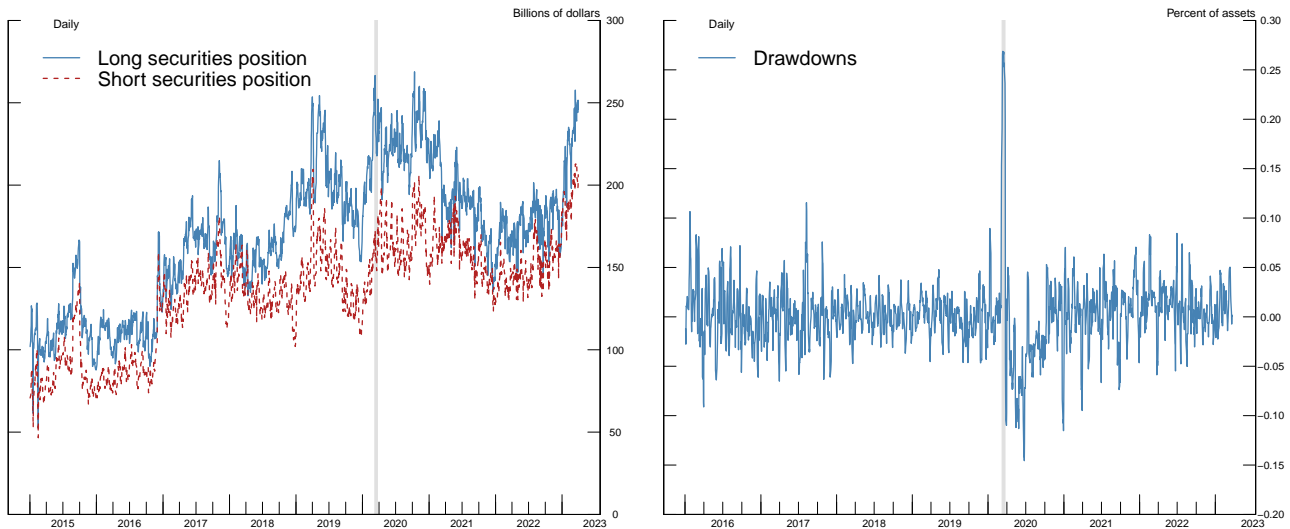 Billions of dollars
Daily
Long securities position
Short securities position
300
250
200
150
100
50
0
2015 2016 2017 2018 2019 2020 2021 2022 2023
Percent of assets
Daily
Drawdowns
0.30
0.25
0.20
0.15
0.10
0.05
0.00
−0.05
−0.10
−0.15
−0.20
2016 2017 2018 2019 2020 2021 2022 2023